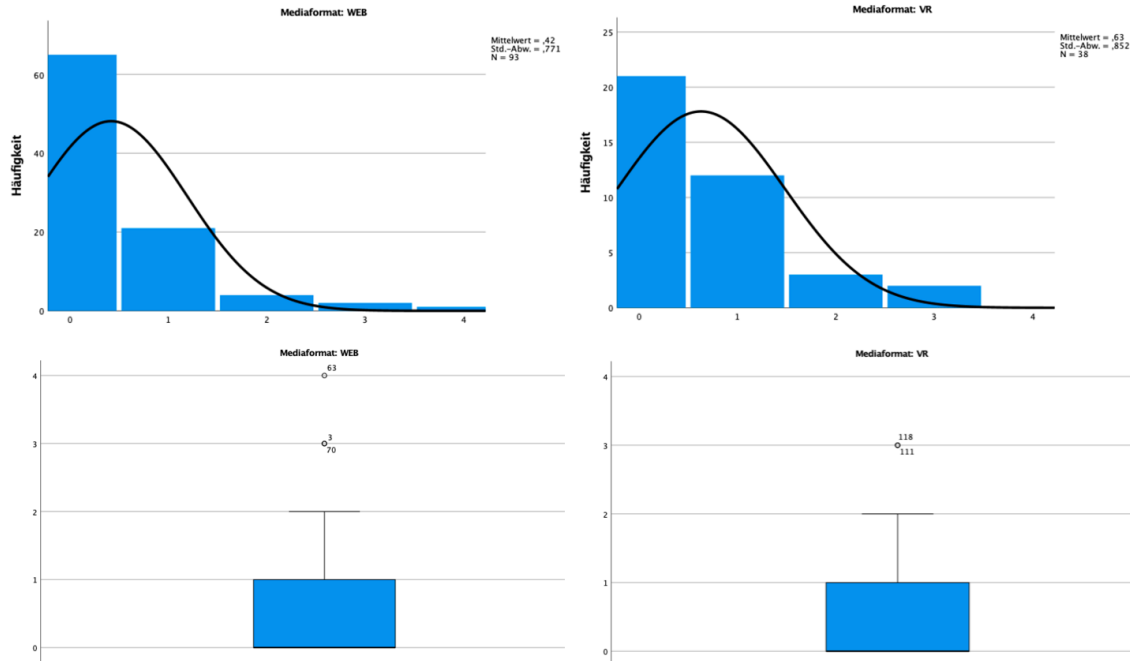 Mediaformat: WEB
Mittelwert = ,42
Std.-Abw. = ,771
N = 93
Häufigkeit
60
40
20
0
0 1 2 3 4
Mediaformat: VR
Mittelwert = ,63
Std.-Abw. = ,852
N = 38
Häufigkeit
25
20
15
10
5
0
0 1 2 3 4
Mediaformat: WEB
4
3
2
1
0
63
3
70
Mediaformat: VR
4
3
2
1
0
118
111